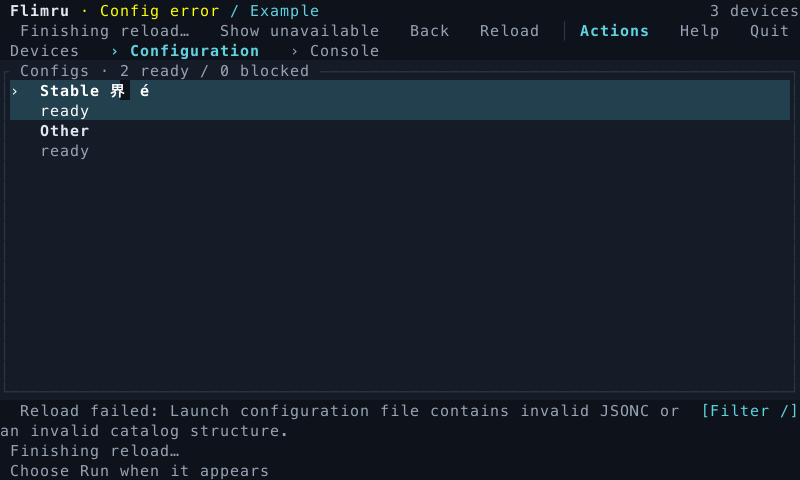 Flimru · Config error / Example 3 devices
Finishing reload… Show unavailable Back Reload │ Actions Help Quit
Devices › Configuration › Console
Configs · 2 ready / 0 blocked
› Stable 界 é
ready
Other
ready
Reload failed: Launch configuration file contains invalid JSONC or [Filter /]
an invalid catalog structure.
Finishing reload…
Choose Run when it appears